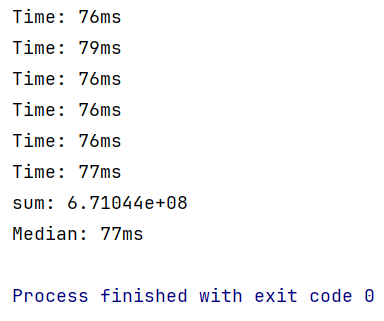 Time: 76ms
Time: 79ms
Time: 76ms
Time: 76ms
Time: 76ms
Time: 77ms
sum: 6.71044e+08
Median: 77ms
Process finished with exit code 0